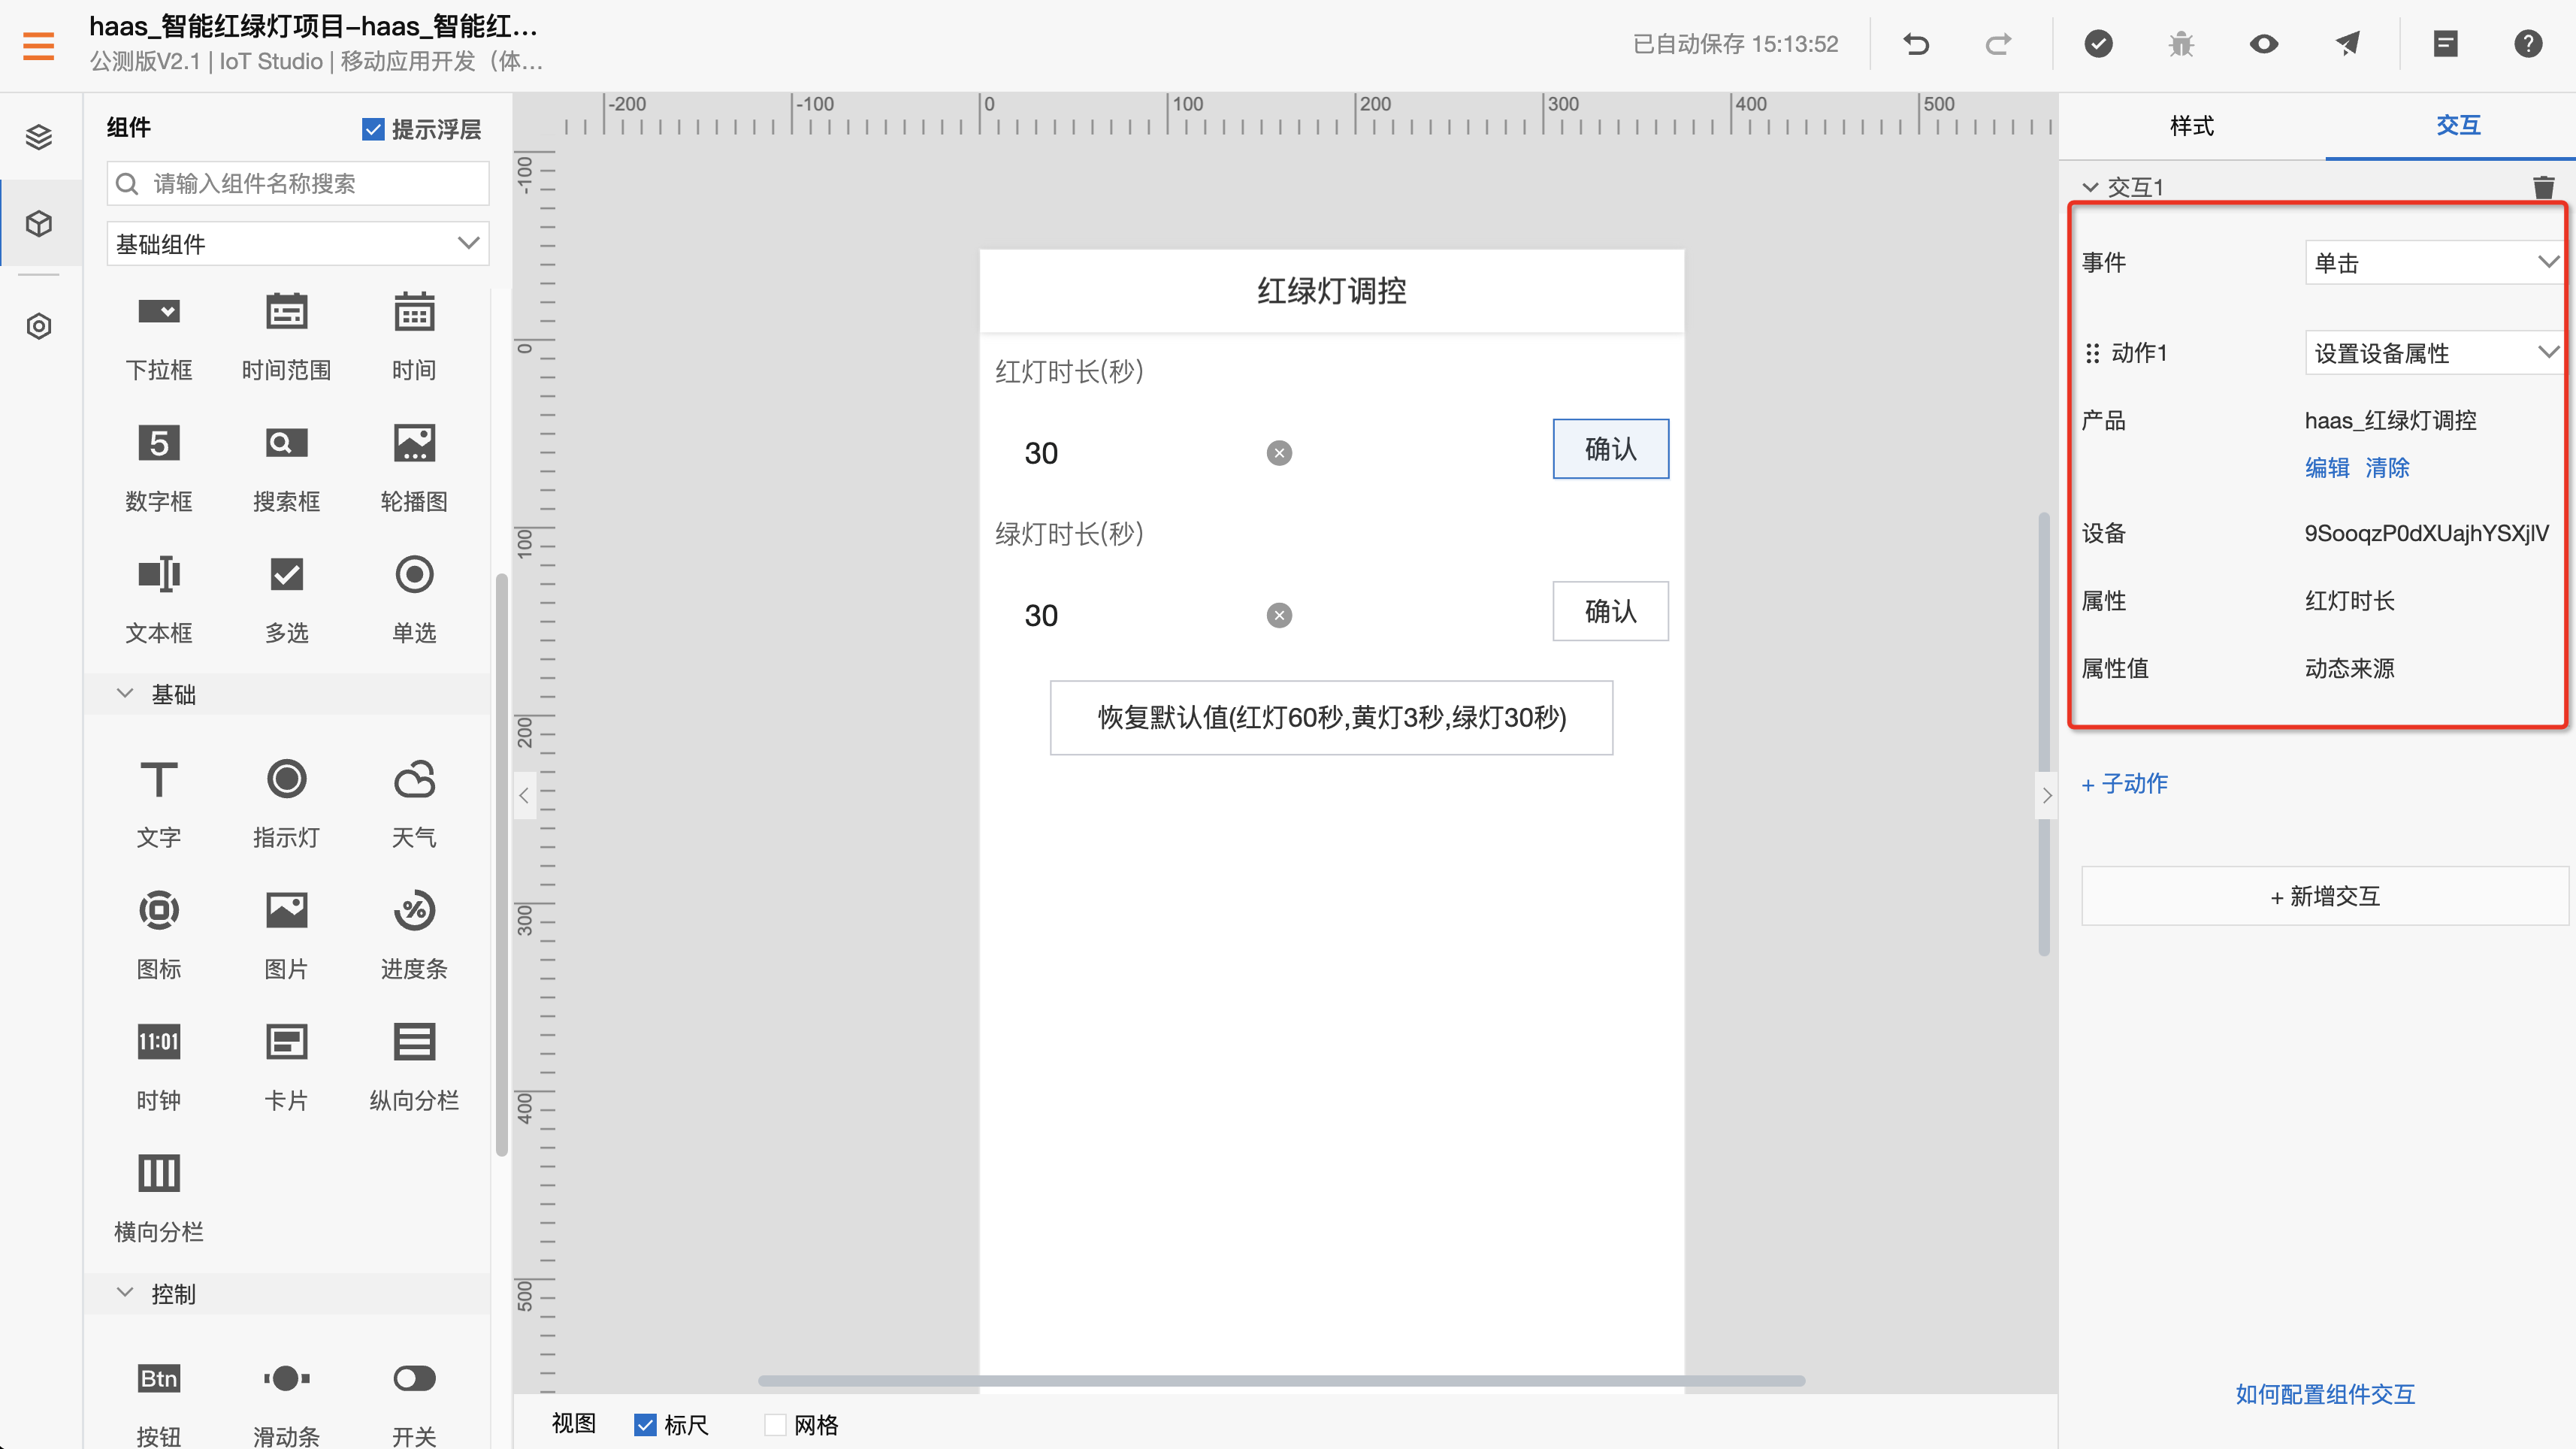 haas_智能红绿灯项目-haas_智能红...
公测版V2.1 | IoT Studio | 移动应用开发（体...
已自动保存 15:13:52
组件
提示浮层
请输入组件名称搜索
基础组件
下拉框 时间范围 时间
5
数字框 搜索框 轮播图
文本框 多选 单选
基础
文字 指示灯 天气
%
图标 图片 进度条
11:01
时钟 卡片 纵向分栏
横向分栏
控制
Btn
按钮 滑动条 开关
-200 -100 0 100 200 300 400 500
-100
0
100
200
300
400
500
红绿灯调控
红灯时长(秒)
30
确认
绿灯时长(秒)
30
确认
恢复默认值(红灯60秒,黄灯3秒,绿灯30秒)
视图 标尺 网格
样式 交互
交互1
事件 单击
动作1 设置设备属性
产品 haas_红绿灯调控
编辑 清除
设备 9SooqzP0dXUajhYSXjlV
属性 红灯时长
属性值 动态来源
+ 子动作
+ 新增交互
如何配置组件交互